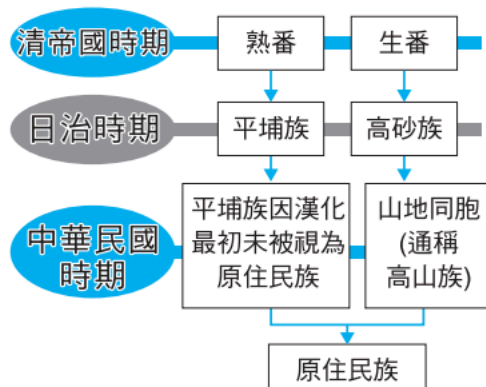 清帝國時期
熟番
生番
日治時期
平埔族
高砂族
中華民國
時期
平埔族因漢化
最初未被視為
原住民族
山地同胞
(通稱
高山族)
原住民族